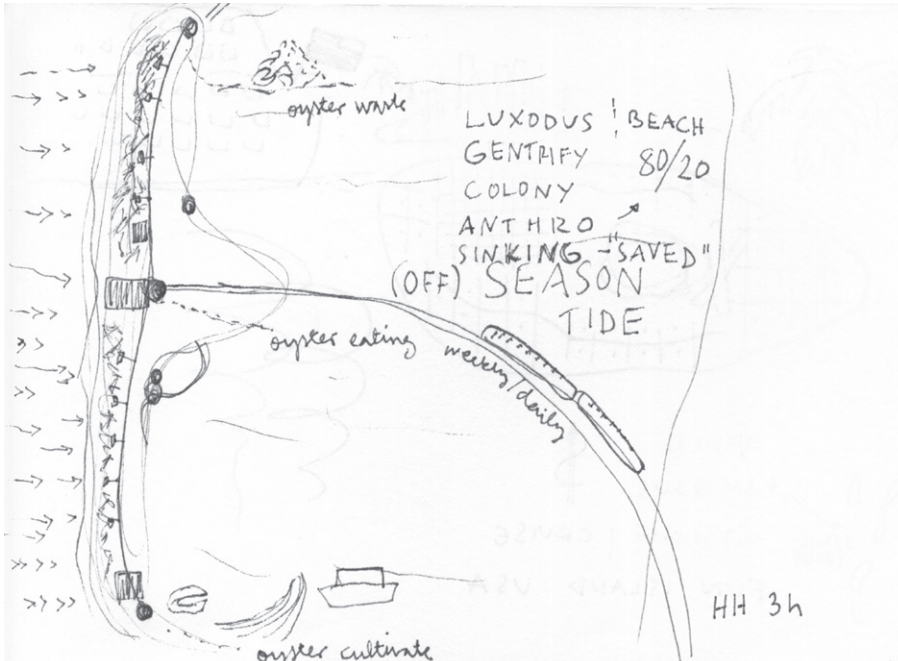 oyster waste
LUXODUS ¦ BEACH
GENTRIFY 80/20
COLONY
ANTHRO
SINKING - "SAVED"
(OFF) SEASON
TIDE
oyster eating
weekly/daily
HH 3h
oyster cultivate